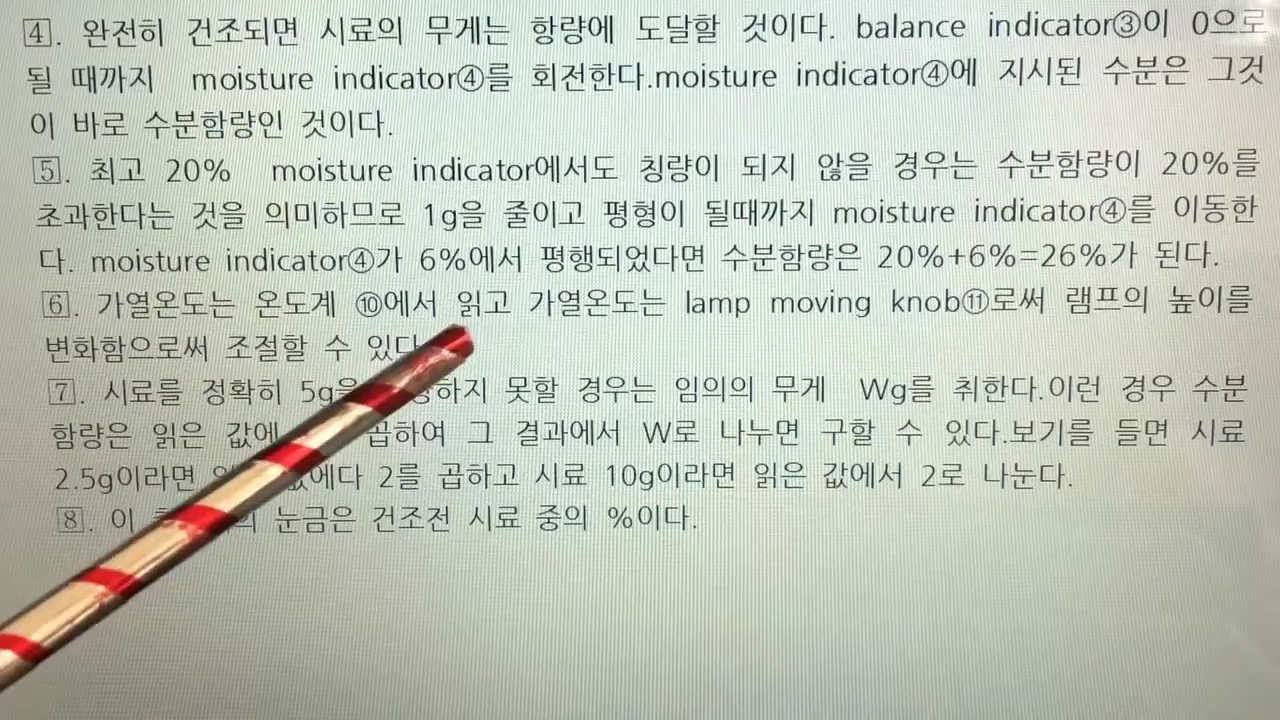 4. 완전히 건조되면 시료의 무게는 항량에 도달할 것이다. balance indicator③이 0으로
될 때까지 moisture indicator④를 회전한다.moisture indicator④에 지시된 수분은 그것
이 바로 수분함량인 것이다.
5. 최고 20% moisture indicator에서도 칭량이 되지 않을 경우는 수분함량이 20%를
초과한다는 것을 의미하므로 1g을 줄이고 평형이 될때까지 moisture indicator④를 이동한
다. moisture indicator④가 6%에서 평행되었다면 수분함량은 20%+6%=26%가 된다.
6. 가열온도는 온도계 ⑩에서 읽고 가열온도는 lamp moving knob⑪로써 램프의 높이를
변화함으로써 조절할 수 있다
7. 시료를 정확히 5g을 못할 경우는 임의의 무게 Wg를 취한다.이런 경우 수분
함량은 읽은 값에 곱하여 그 결과에서 W로 나누면 구할 수 있다.보기를 들면 시료
2.5g이라면 값에다 2를 곱하고 시료 10g이라면 읽은 값에서 2로 나눈다.
8. 이 눈금은 건조전 시료 중의 %이다.